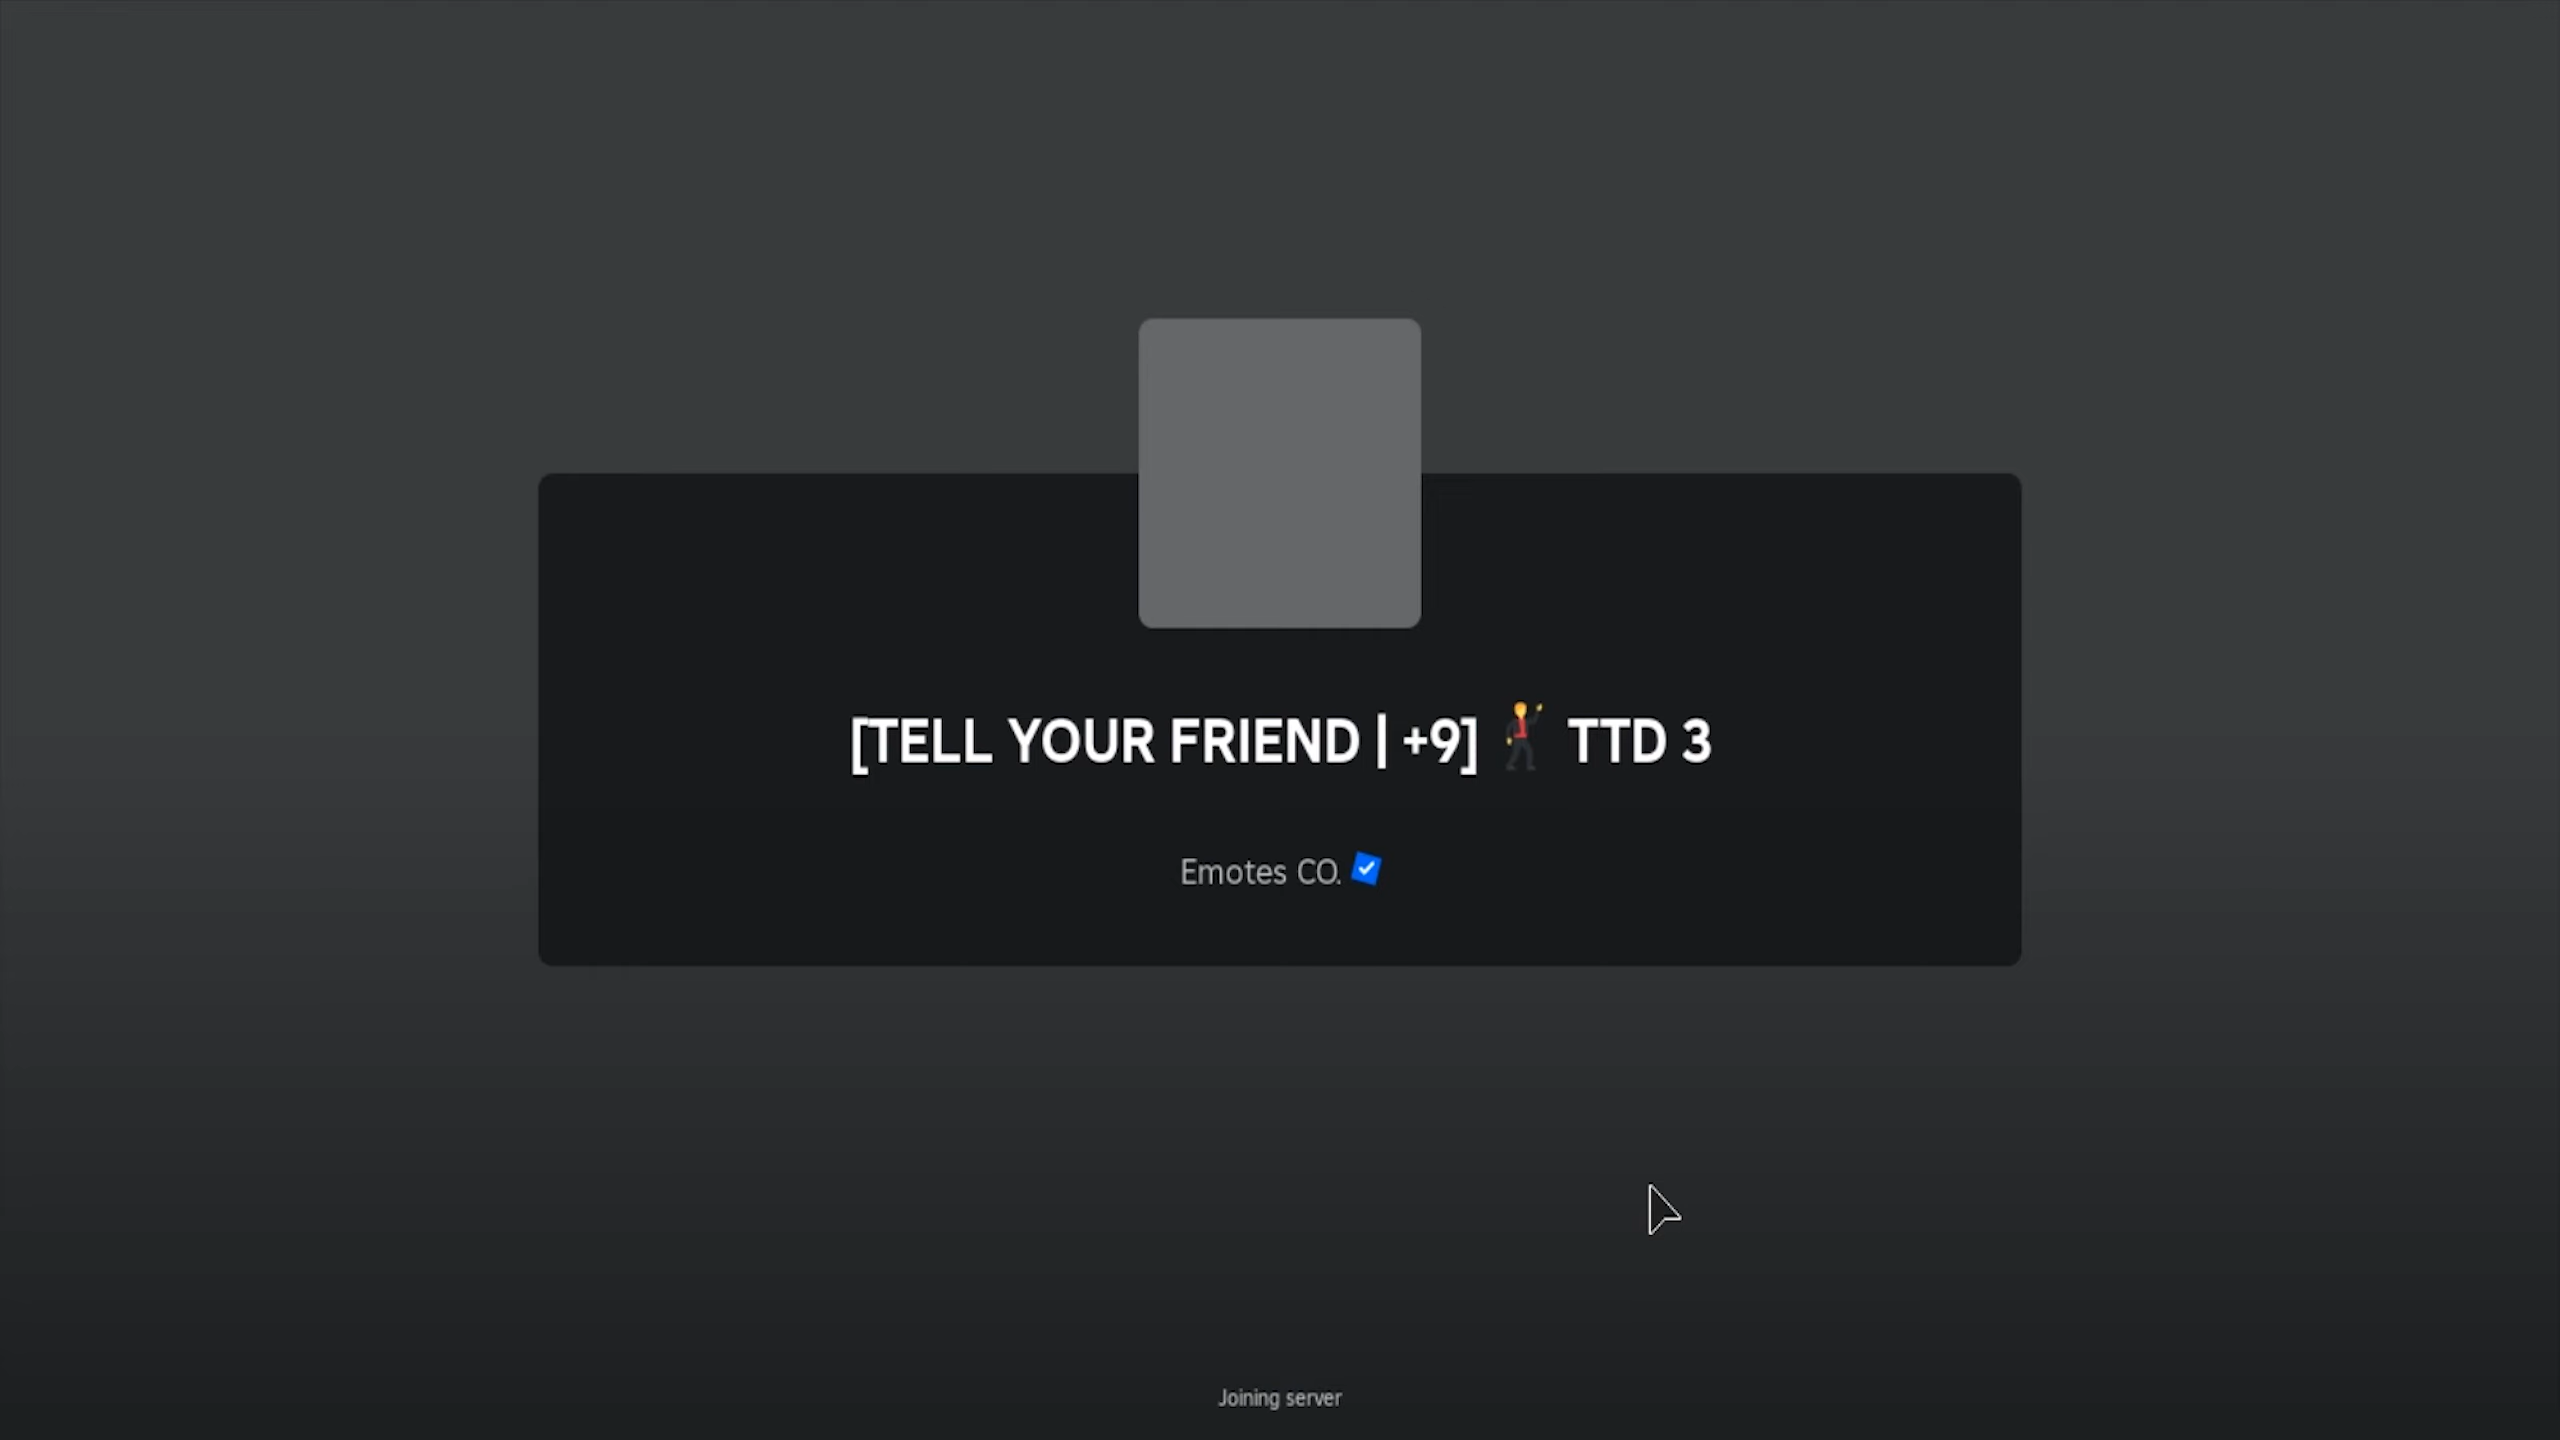 [TELL YOUR FRIEND | +9] 🕺 TTD 3
Emotes CO.
Joining server